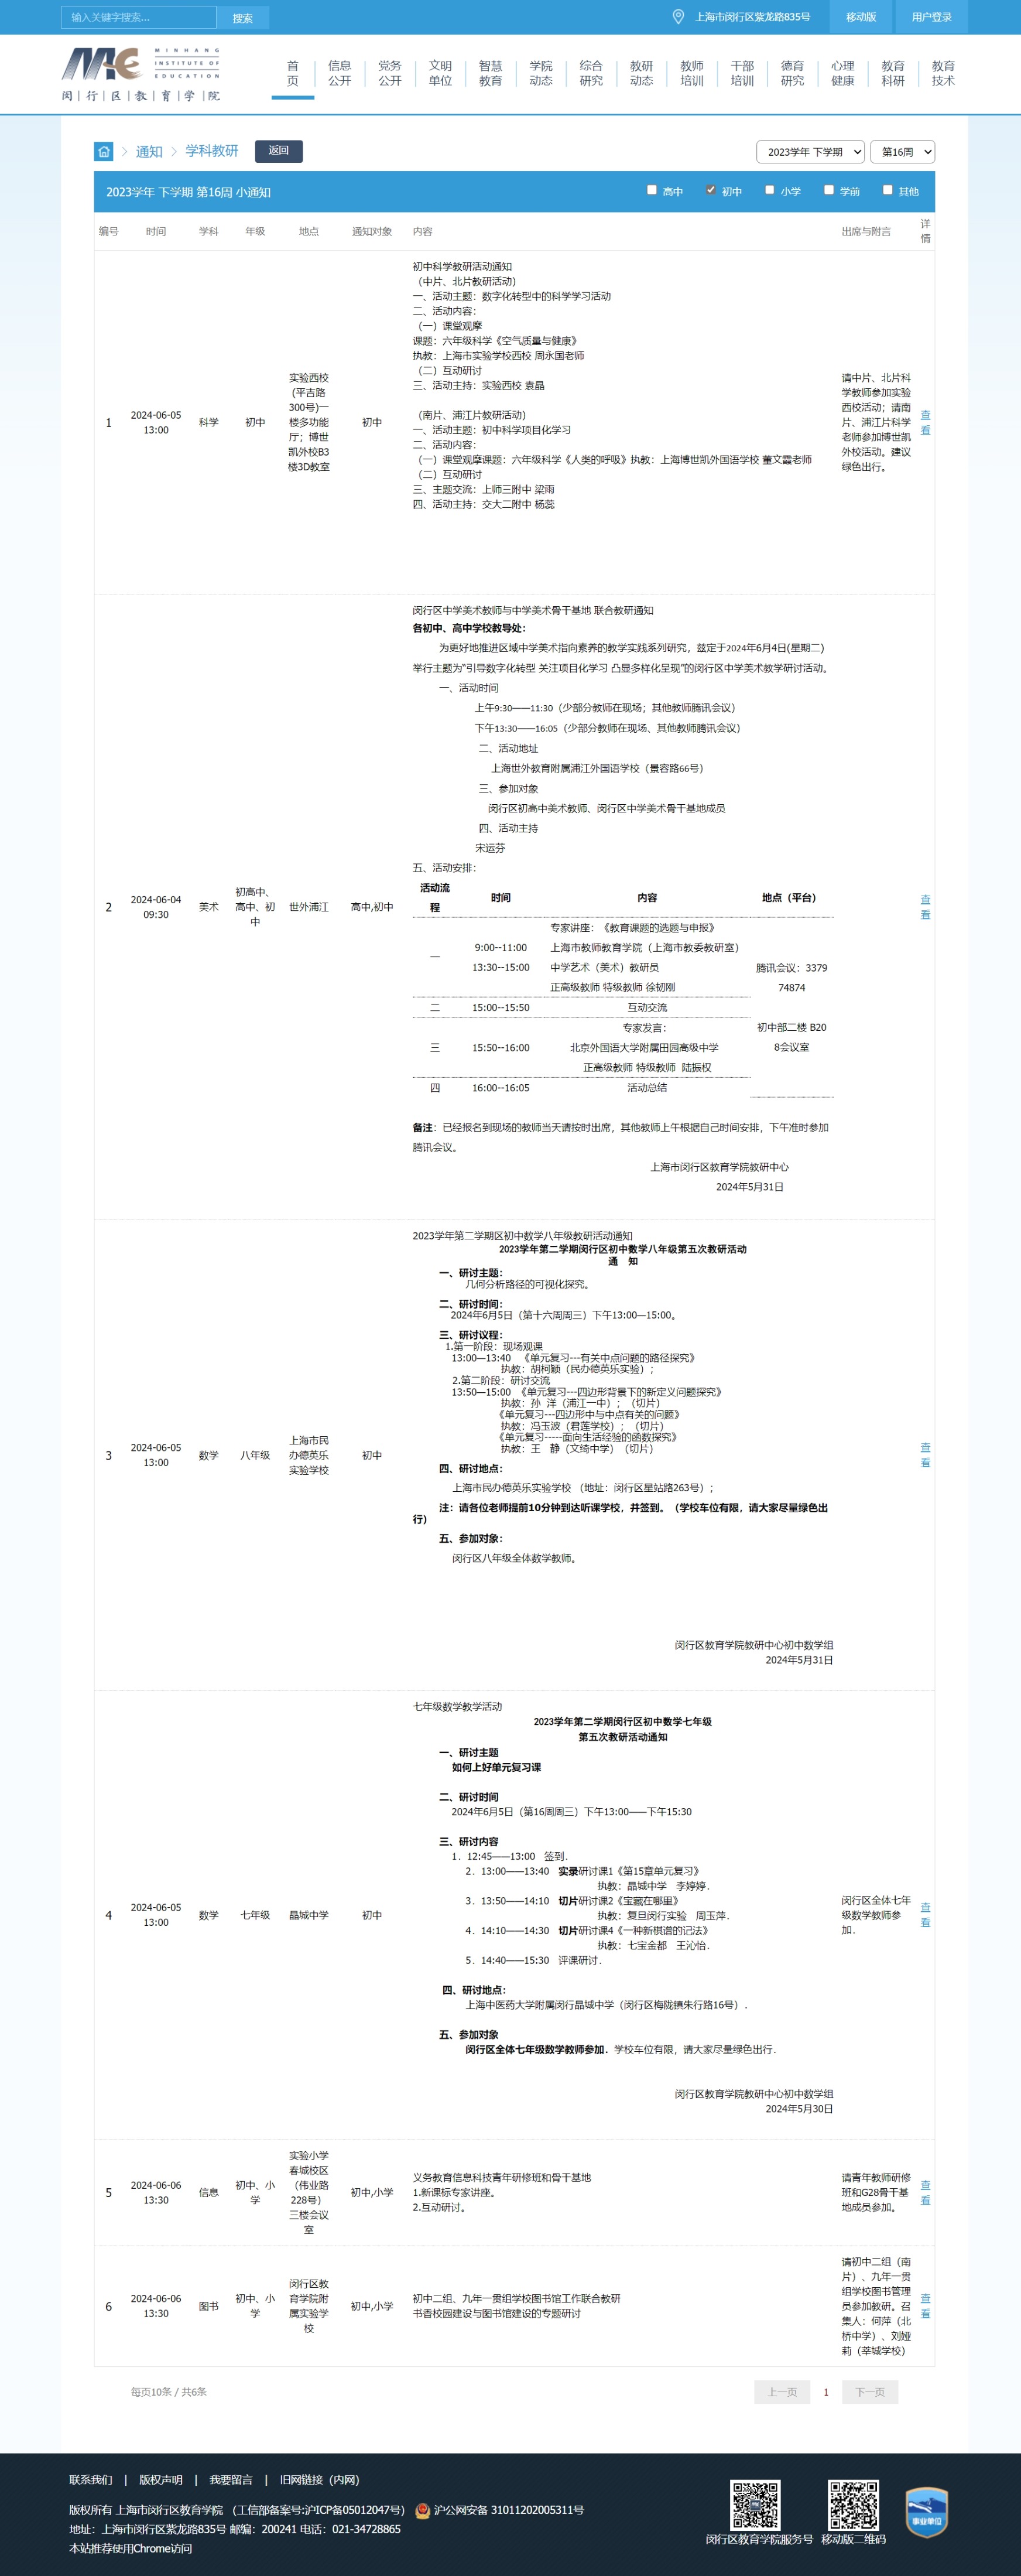 输入关键字搜索...
搜索
上海市闵行区紫龙路835号
移动版
用户登录
MINHANG
INSTITUTE OF
EDUCATION
闵|行|区|教|育|学|院
首页
信息公开
党务公开
文明单位
智慧教育
学院动态
综合研究
教研动态
教师培训
干部培训
德育研究
心理健康
教育科研
教育技术
通知
学科教研
返回
2023学年 下学期
第16周
2023学年 下学期 第16周 小通知
高中
初中
小学
学前
其他
编号 时间 学科 年级 地点 通知对象 内容 出席与附言 详情
1
2024-06-05
13:00
科学
初中
实验西校
(平吉路
300号)一
楼多功能
厅；博世
凯外校B3
楼3D教室
初中
初中科学教研活动通知
（中片、北片教研活动）
一、活动主题：数字化转型中的科学学习活动
二、活动内容：
（一）课堂观摩
课题：六年级科学《空气质量与健康》
执教：上海市实验学校西校 周永国老师
（二）互动研讨
三、活动主持：实验西校 袁晶
（南片、浦江片教研活动）
一、活动主题：初中科学项目化学习
二、活动内容：
（一）课堂观摩课题：六年级科学《人类的呼吸》执教：上海博世凯外国语学校 董文霞老师
（二）互动研讨
三、主题交流：上师三附中 梁雨
四、活动主持：交大二附中 杨蕊
请中片、北片科
学教师参加实验
西校活动；请南
片、浦江片科学
老师参加博世凯
外校活动。建议
绿色出行。
查看
2
2024-06-04
09:30
美术
初高中、
高中、初
中
世外浦江
高中,初中
闵行区中学美术教师与中学美术骨干基地 联合教研通知
各初中、高中学校教导处：
为更好地推进区域中学美术指向素养的教学实践系列研究，兹定于2024年6月4日(星期二)
举行主题为“引导数字化转型 关注项目化学习 凸显多样化呈现”的闵行区中学美术教学研讨活动。
一、活动时间
上午9:30——11:30（少部分教师在现场；其他教师腾讯会议）
下午13:30——16:05（少部分教师在现场、其他教师腾讯会议）
二、活动地址
上海世外教育附属浦江外国语学校（景容路66号）
三、参加对象
闵行区初高中美术教师、闵行区中学美术骨干基地成员
四、活动主持
宋运芬
五、活动安排：
活动流程 时间 内容 地点（平台）
一
9:00--11:00
13:30--15:00
专家讲座：《教育课题的选题与申报》
上海市教师教育学院（上海市教委教研室）
中学艺术（美术）教研员
正高级教师 特级教师 徐韧刚
腾讯会议：3379
74874
二 15:00--15:50 互动交流
三 15:50--16:00
专家发言：
北京外国语大学附属田园高级中学
正高级教师 特级教师 陆振权
初中部二楼 B20
8会议室
四 16:00--16:05 活动总结
备注：已经报名到现场的教师当天请按时出席，其他教师上午根据自己时间安排，下午准时参加
腾讯会议。
上海市闵行区教育学院教研中心
2024年5月31日
查看
3
2024-06-05
13:00
数学
八年级
上海市民
办德英乐
实验学校
初中
2023学年第二学期区初中数学八年级教研活动通知
2023学年第二学期闵行区初中数学八年级第五次教研活动
通 知
一、研讨主题：
几何分析路径的可视化探究。
二、研讨时间：
2024年6月5日（第十六周周三）下午13:00—15:00。
三、研讨议程：
1.第一阶段：现场观课
13:00—13:40 《单元复习---有关中点问题的路径探究》
执教：胡柯颖（民办德英乐实验）；
2.第二阶段：研讨交流
13:50—15:00 《单元复习---四边形背景下的新定义问题探究》
执教：孙 洋（浦江一中）；（切片）
《单元复习----四边形中与中点有关的问题》
执教：冯玉波（君莲学校）；（切片）
《单元复习-----面向生活经验的函数探究》
执教：王 静（文绮中学）（切片）
四、研讨地点：
上海市民办德英乐实验学校 （地址：闵行区星站路263号）；
注：请各位老师提前10分钟到达听课学校，并签到。（学校车位有限，请大家尽量绿色出
行）
五、参加对象：
闵行区八年级全体数学教师。
闵行区教育学院教研中心初中数学组
2024年5月31日
查看
4
2024-06-05
13:00
数学
七年级
晶城中学
初中
七年级数学教学活动
2023学年第二学期闵行区初中数学七年级
第五次教研活动通知
一、研讨主题
如何上好单元复习课
二、研讨时间
2024年6月5日（第16周周三）下午13:00——下午15:30
三、研讨内容
1．12:45——13:00 签到．
2．13:00——13:40 实录研讨课1《第15章单元复习》
执教：晶城中学 李婷婷．
3．13:50——14:10 切片研讨课2《宝藏在哪里》
执教：复旦闵行实验 周玉萍．
4．14:10——14:30 切片研讨课4《一种新棋谱的记法》
执教：七宝金都 王沁怡．
5．14:40——15:30 评课研讨．
四、研讨地点：
上海中医药大学附属闵行晶城中学（闵行区梅陇镇朱行路16号）．
五、参加对象
闵行区全体七年级数学教师参加．学校车位有限，请大家尽量绿色出行．
闵行区教育学院教研中心初中数学组
2024年5月30日
闵行区全体七年
级数学教师参
加．
查看
5
2024-06-06
13:30
信息
初中、小
学
实验小学
春城校区
（伟业路
228号）
三楼会议
室
初中,小学
义务教育信息科技青年研修班和骨干基地
1.新课标专家讲座。
2.互动研讨。
请青年教师研修
班和G28骨干基
地成员参加。
查看
6
2024-06-06
13:30
图书
初中、小
学
闵行区教
育学院附
属实验学
校
初中,小学
初中二组、九年一贯组学校图书馆工作联合教研
书香校园建设与图书馆建设的专题研讨
请初中二组（南
片）、九年一贯
组学校图书管理
员参加教研。召
集人：何萍（北
桥中学）、刘娅
莉（莘城学校）
查看
每页10条 / 共6条
上一页
1
下一页
联系我们 | 版权声明 | 我要留言 | 旧网链接（内网）
版权所有 上海市闵行区教育学院 （工信部备案号:沪ICP备05012047号） 沪公网安备 31011202005311号
地址：上海市闵行区紫龙路835号 邮编：200241 电话：021-34728865
本站推荐使用Chrome访问
闵行区教育学院服务号
移动版二维码
事业单位